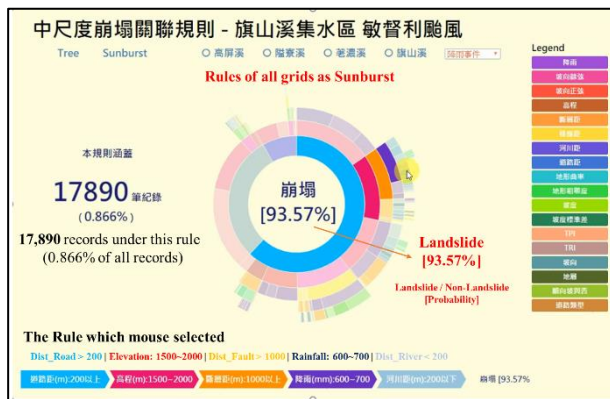 中尺度崩塌關聯規則 - 旗山溪集水區 敏督利颱風
Tree Sunburst 高屏溪 隘寮溪 荖濃溪 旗山溪 降雨事件
Rules of all grids as Sunburst
Legend
降雨
坡向正弦
高程
斷層距
河川距
道路距
地形曲率
地形粗糙度
坡度
坡度標準差
TPI
TRI
坡向
地層
道路類型
本規則涵蓋
17890 筆紀錄
(0.866%)
17,890 records under this rule
(0.866% of all records)
崩塌
[93.57%]
Landslide
[93.57%]
Landslide / Non-Landslide
[Probability]
The Rule which mouse selected
Dist_Road > 200 | Elevation: 1500~2000 | Dist_Fault > 1000 | Rainfall: 600~700 | Dist_River < 200
道路距(m):200以上 高程(m):1500~2000 斷層距(m):1000以上 降雨(mm):600~700 河川距(m):200以下 崩塌 [93.57%